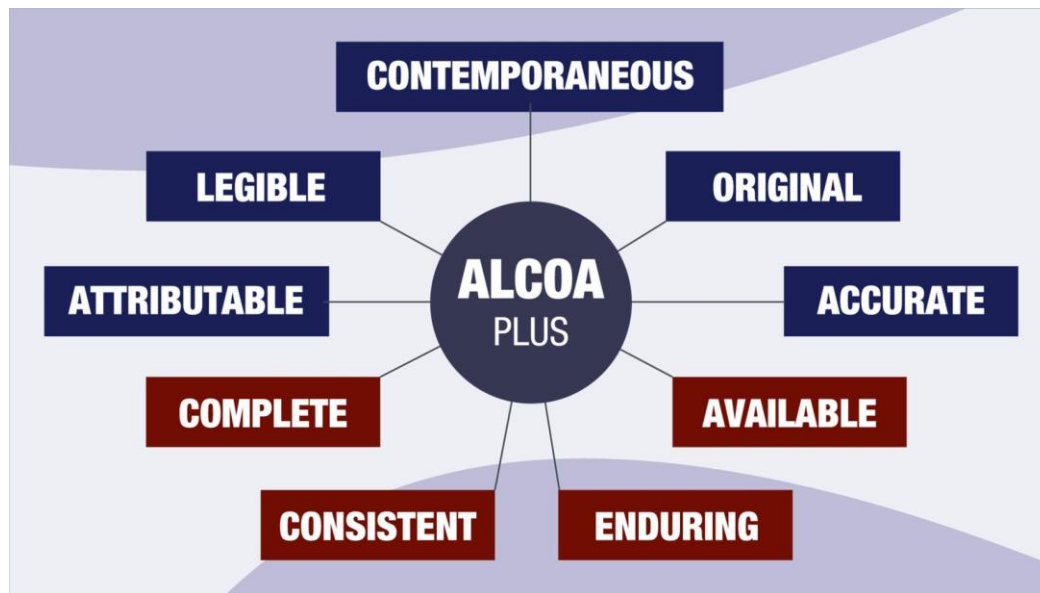 CONTEMPORANEOUS
LEGIBLE
ORIGINAL
ALCOA
PLUS
ATTRIBUTABLE
ACCURATE
COMPLETE
AVAILABLE
CONSISTENT
ENDURING